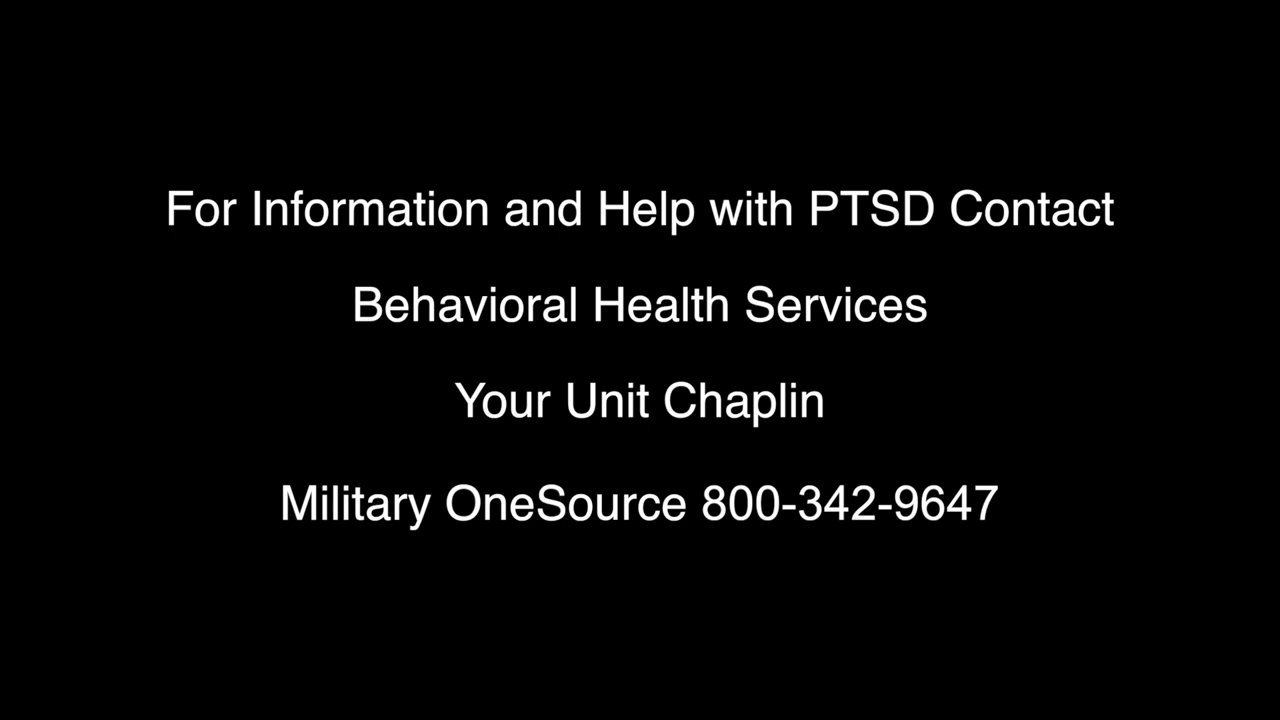 For Information and Help with PTSD Contact
Behavioral Health Services
Your Unit Chaplin
Military OneSource 800-342-9647